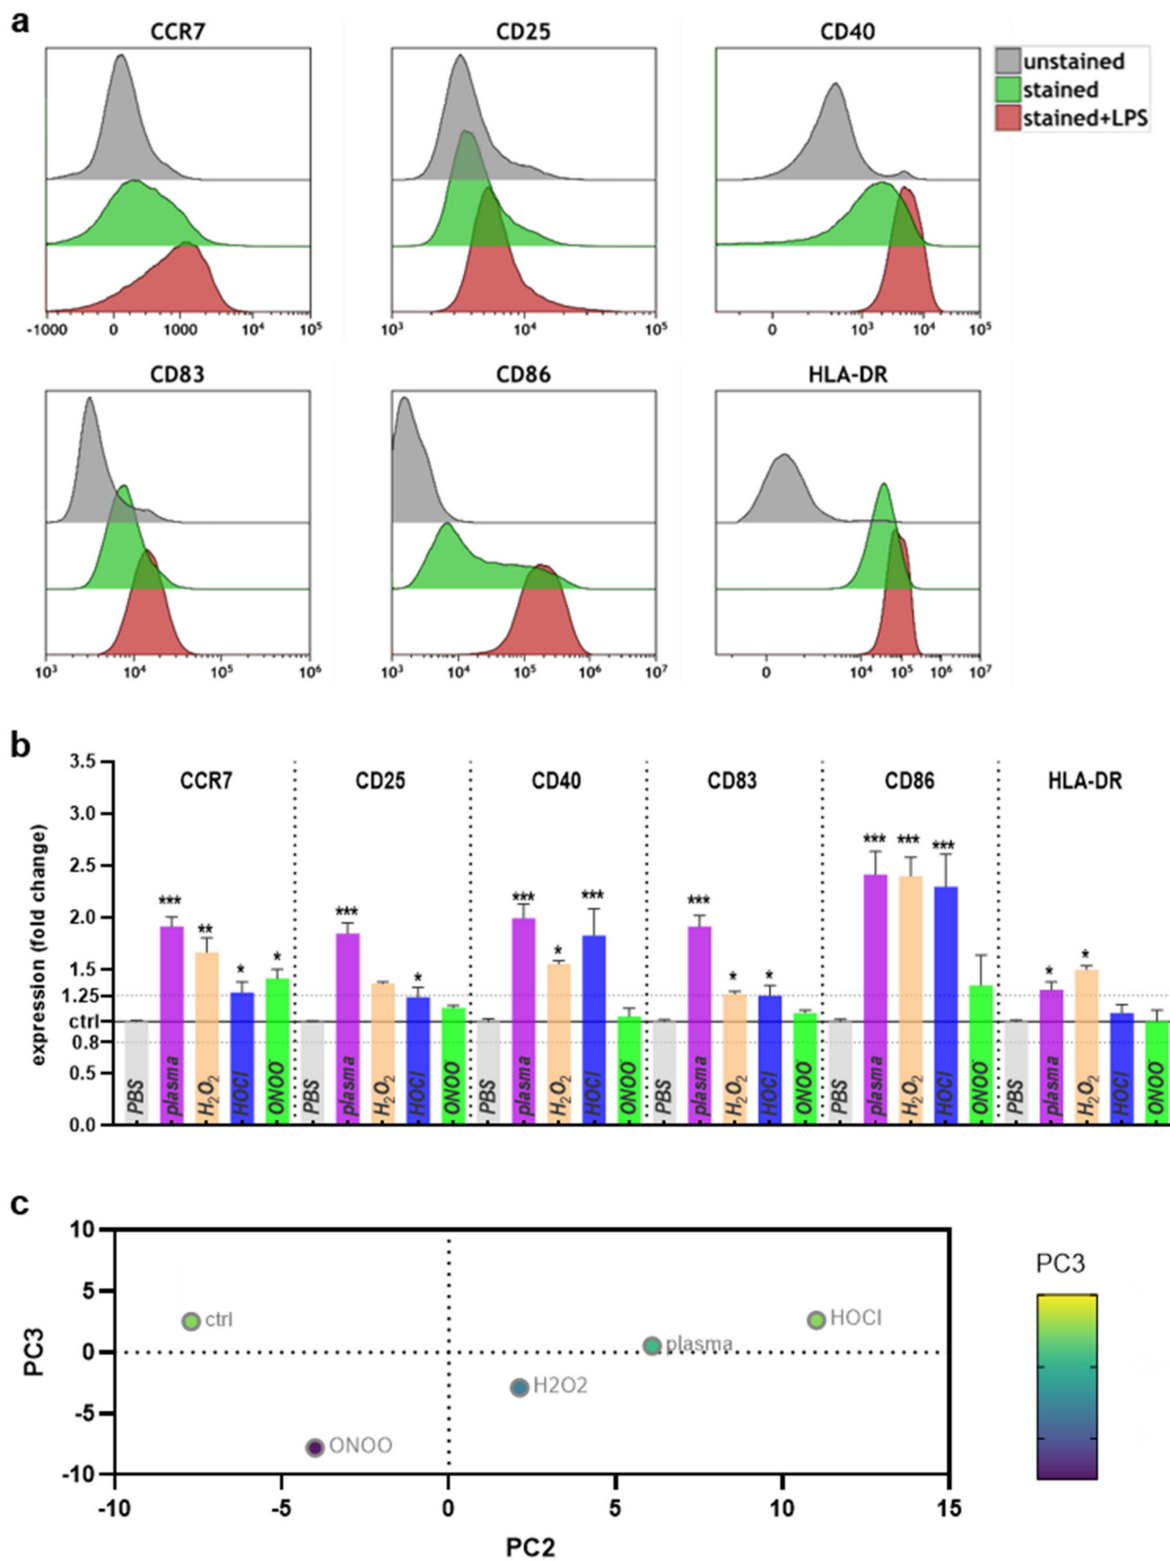 a
CCR7 CD25 CD40
unstained
stained
stained+LPS
-1000 0 1000 10⁴ 10⁵ 10³ 10⁴ 10⁵ 0 10³ 10⁴ 10⁵
CD83 CD86 HLA-DR
10³ 10⁴ 10⁵ 10⁶ 10³ 10⁴ 10⁵ 10⁶ 10⁷ 0 10⁴ 10⁵ 10⁶ 10⁷
b
expression (fold change)
3.5
3.0
2.5
2.0
1.5
1.25
ctrl
0.8
0.5
0.0
CCR7 CD25 CD40 CD83 CD86 HLA-DR
*** ** * *
*** *
*** * ***
*** * *
*** *** ***
* *
PBS plasma H₂O₂ HOCl ONOO
PBS plasma H₂O₂ HOCl ONOO
PBS plasma H₂O₂ HOCl ONOO
PBS plasma H₂O₂ HOCl ONOO
PBS plasma H₂O₂ HOCl ONOO
PBS plasma H₂O₂ HOCl ONOO
c
PC3
10
5
0
-5
-10
ctrl
HOCl
plasma
H2O2
ONOO
-10 -5 0 5 10 15
PC2
PC3